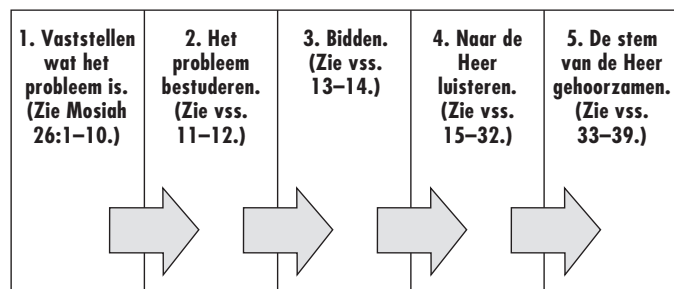 1. Vaststellen
wat het
probleem is.
(Zie Mosiah
26:1–10.)
2. Het
probleem
bestuderen.
(Zie vss.
11–12.)
3. Bidden.
(Zie vss.
13–14.)
4. Naar de
Heer
luisteren.
(Zie vss.
15–32.)
5. De stem
van de Heer
gehoorzamen.
(Zie vss.
33–39.)